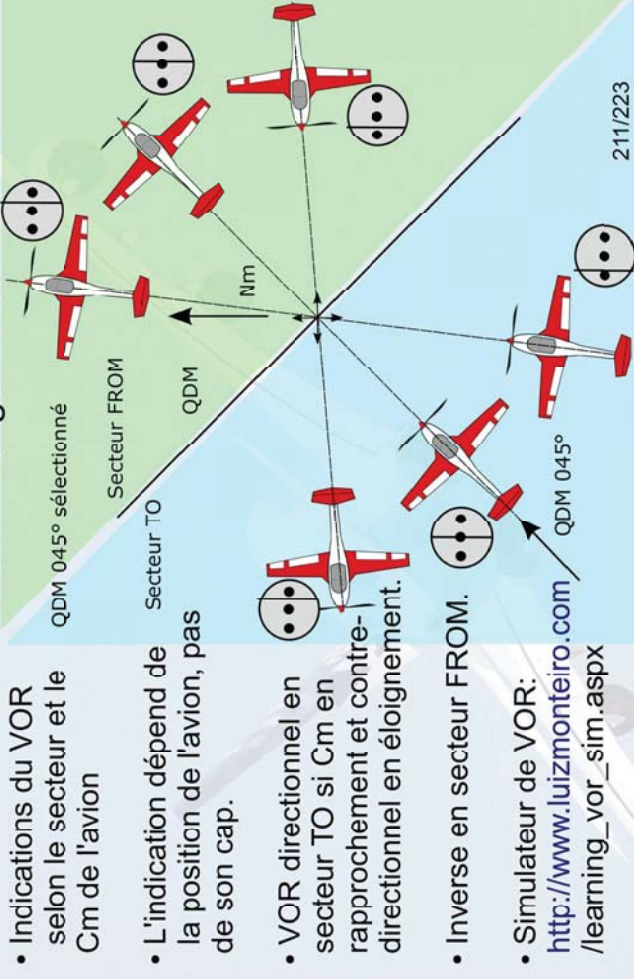 • Indications du VOR
selon le secteur et le
Cm de l'avion
• L'indication dépend de
la position de l'avion, pas
de son cap.
• VOR directionnel en
secteur TO si Cm en
rapprochement et contre-
directionnel en éloignement.
• Inverse en secteur FROM.
• Simulateur de VOR:
http://www.luizmonteiro.com
/learning_vor_sim.aspx
QDM 045° sélectionné
Secteur FROM
Secteur TO
QDM
Nm
QDM 045°
211/223